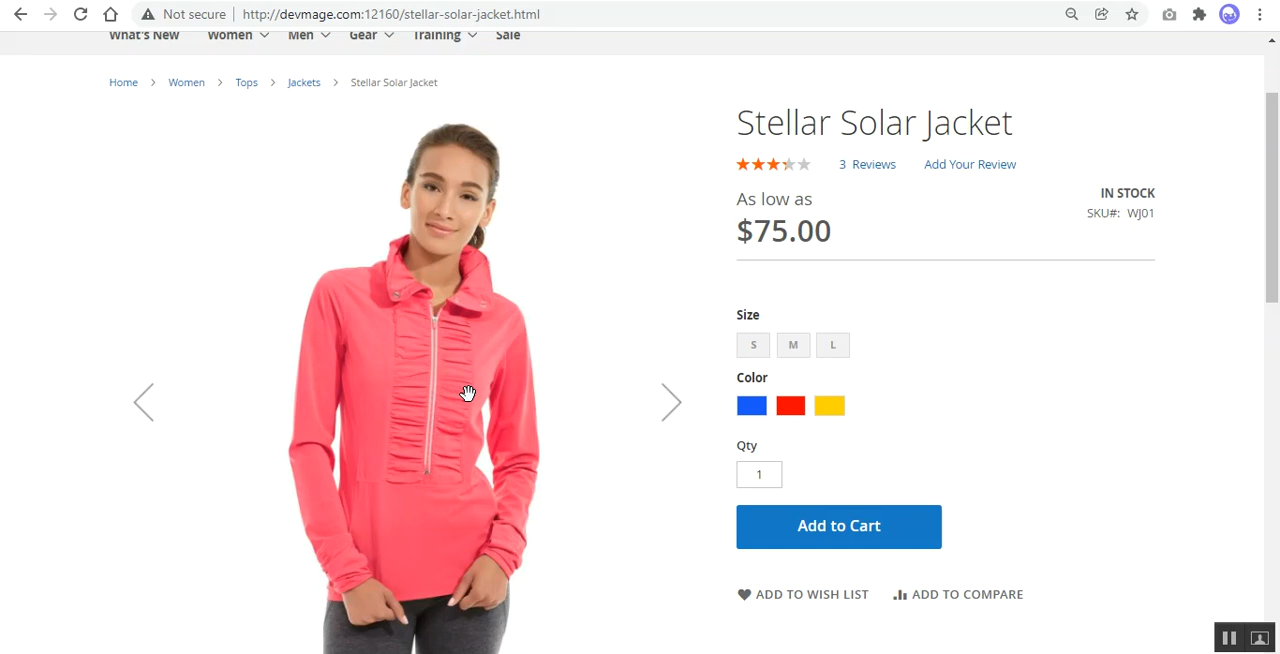 Not secure | http://devmage.com:12160/stellar-solar-jacket.html
What's New Women Men Gear Training Sale
Home > Women > Tops > Jackets > Stellar Solar Jacket
Stellar Solar Jacket
3 Reviews Add Your Review
As low as
IN STOCK
$75.00
SKU#: WJ01
Size
S M L
Color
Qty
1
Add to Cart
ADD TO WISH LIST ADD TO COMPARE